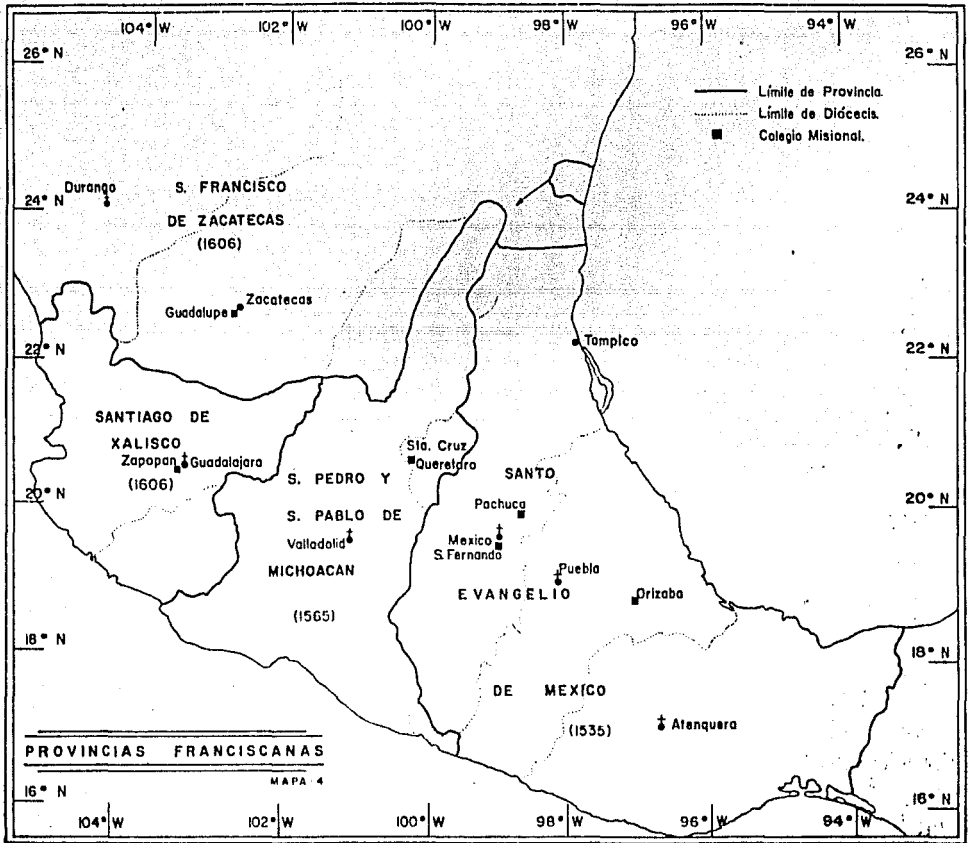 104° W
102° W
100° W
98° W
96° W
94° W
26° N
26° N
Límite de Provincia.
Límite de Diócecis.
Colegio Misional.
Durango
S. FRANCISCO
DE ZACATECAS
(1606)
24° N
24° N
Zacatecas
Guadalupe
22° N
22° N
Tampico
SANTIAGO DE
XALISCO
Zapopan
Guadalajara
(1606)
Sta. Cruz
Queretaro
S. PEDRO Y
S. PABLO DE
Valladolid
MICHOACAN
(1565)
SANTO
20° N
20° N
Pachuca
Mexico
S. Fernando
Puebla
EVANGELIO
Orizaba
18° N
18° N
DE MEXICO
(1535)
Atenquera
PROVINCIAS FRANCISCANAS
MAPA 4
16° N
16° N
104° W
102° W
100° W
98° W
96° W
94° W